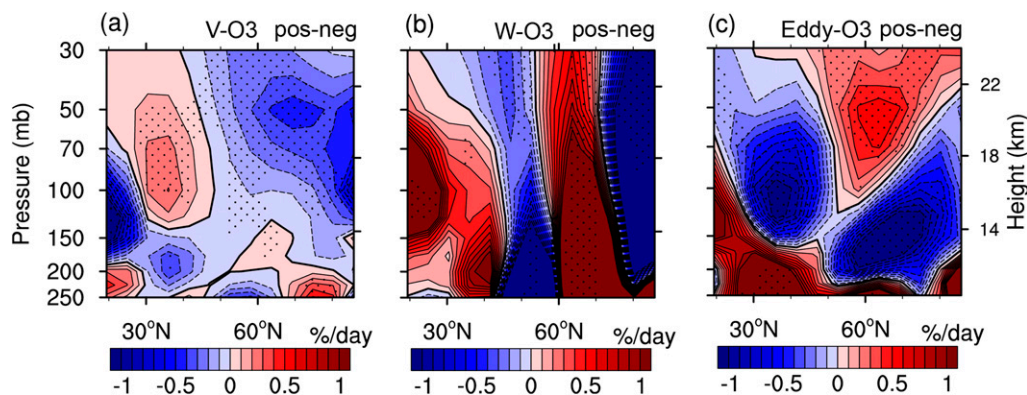 (a) V-O3 pos-neg
(b) W-O3 pos-neg
(c) Eddy-O3 pos-neg
Pressure (mb)
30
50
70
100
150
200
250
22
18
14
Height (km)
30°N 60°N %/day
30°N 60°N %/day
30°N 60°N %/day
-1 -0.5 0 0.5 1
-1 -0.5 0 0.5 1
-1 -0.5 0 0.5 1